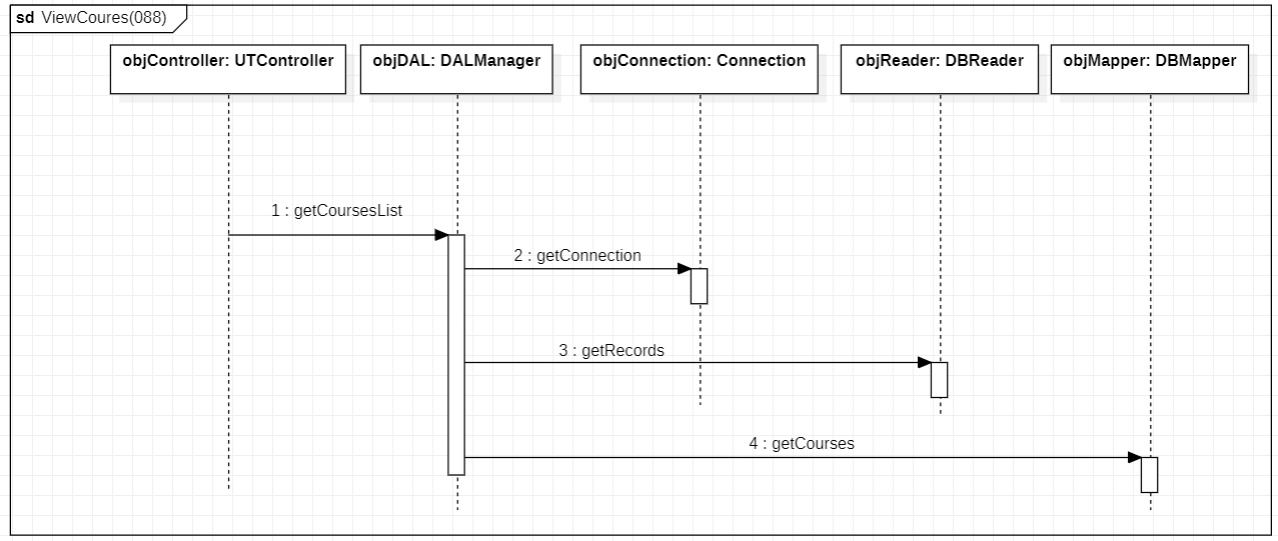 sd ViewCoures(088)
objController: UTController
objDAL: DALManager
objConnection: Connection
objReader: DBReader
objMapper: DBMapper
1 : getCoursesList
2 : getConnection
3 : getRecords
4 : getCourses